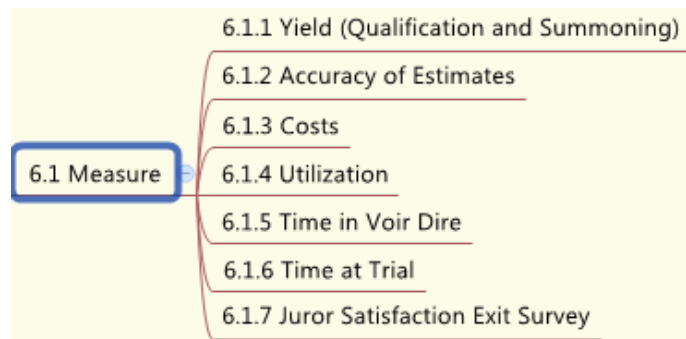 6.1 Measure
6.1.1 Yield (Qualification and Summoning)
6.1.2 Accuracy of Estimates
6.1.3 Costs
6.1.4 Utilization
6.1.5 Time in Voir Dire
6.1.6 Time at Trial
6.1.7 Juror Satisfaction Exit Survey